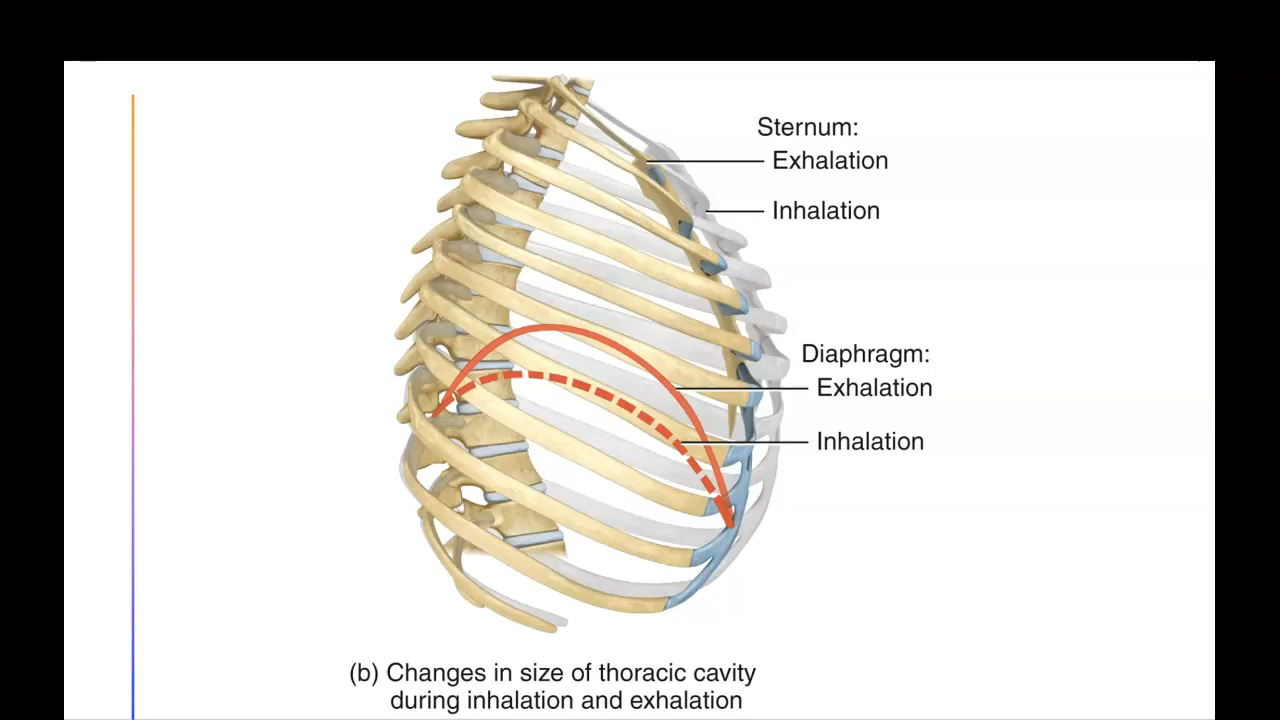 Sternum:
Exhalation
Inhalation
Diaphragm:
Exhalation
Inhalation
(b) Changes in size of thoracic cavity
during inhalation and exhalation